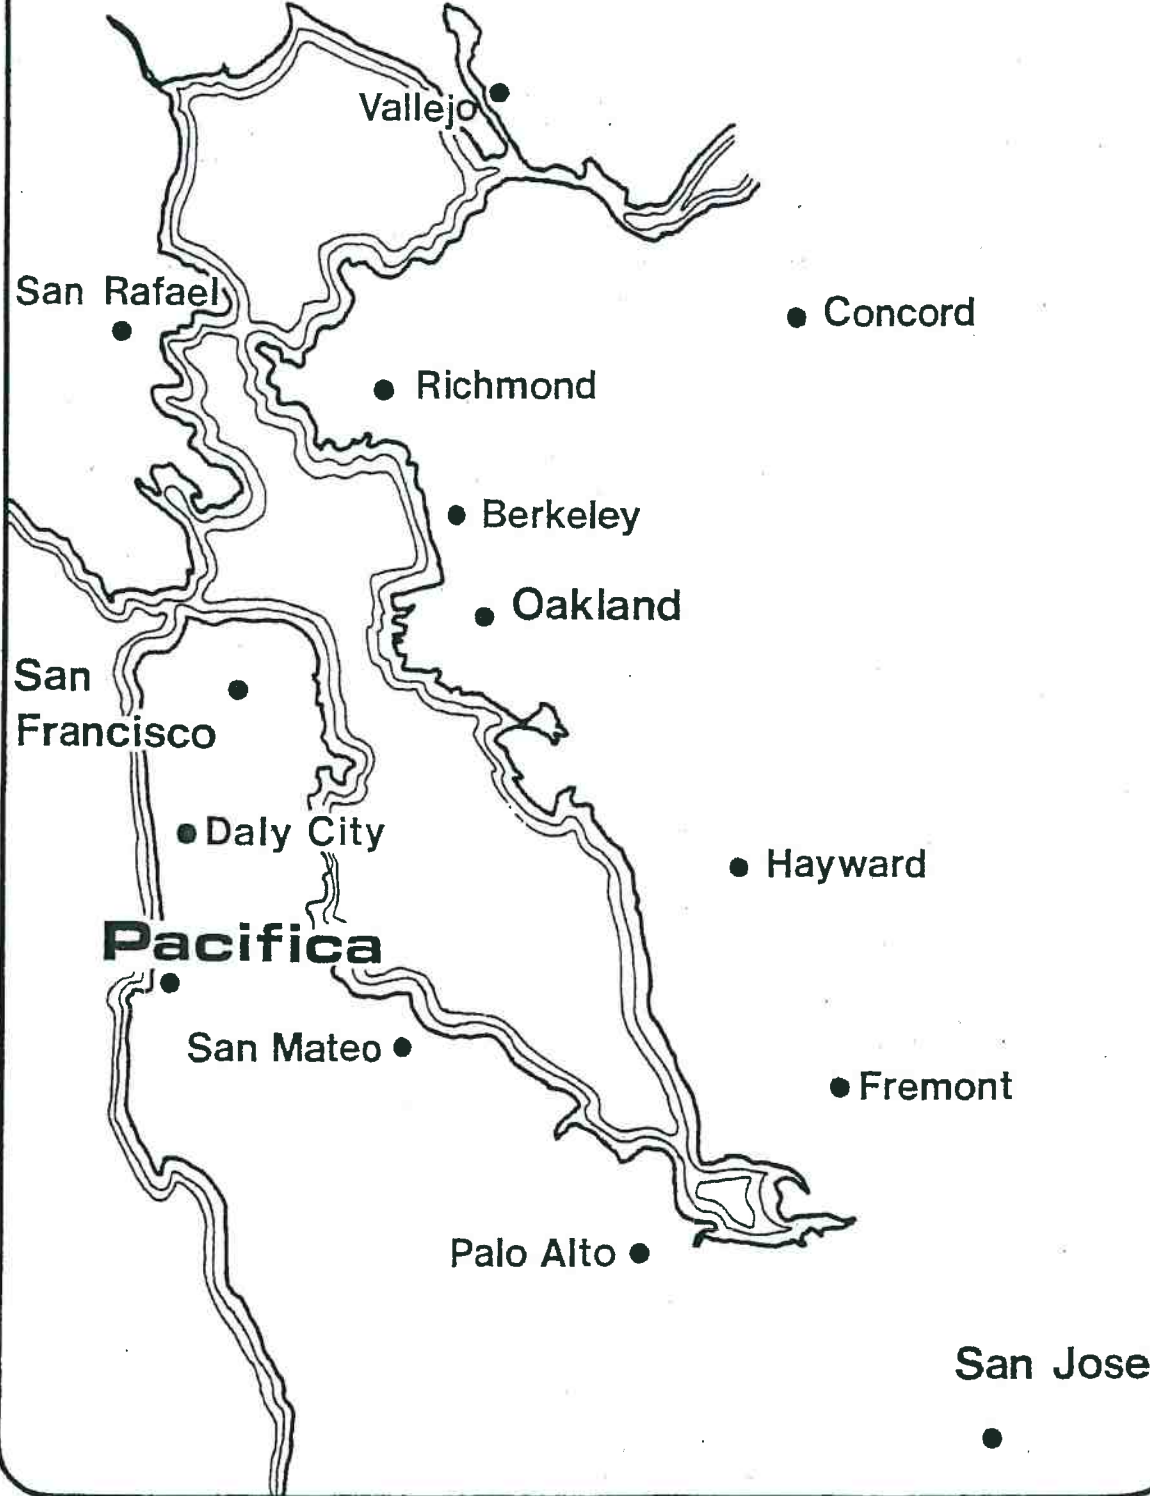 Vallejo
San Rafael
Concord
Richmond
Berkeley
Oakland
San
Francisco
Daly City
Hayward
Pacifica
San Mateo
Fremont
Palo Alto
San Jose